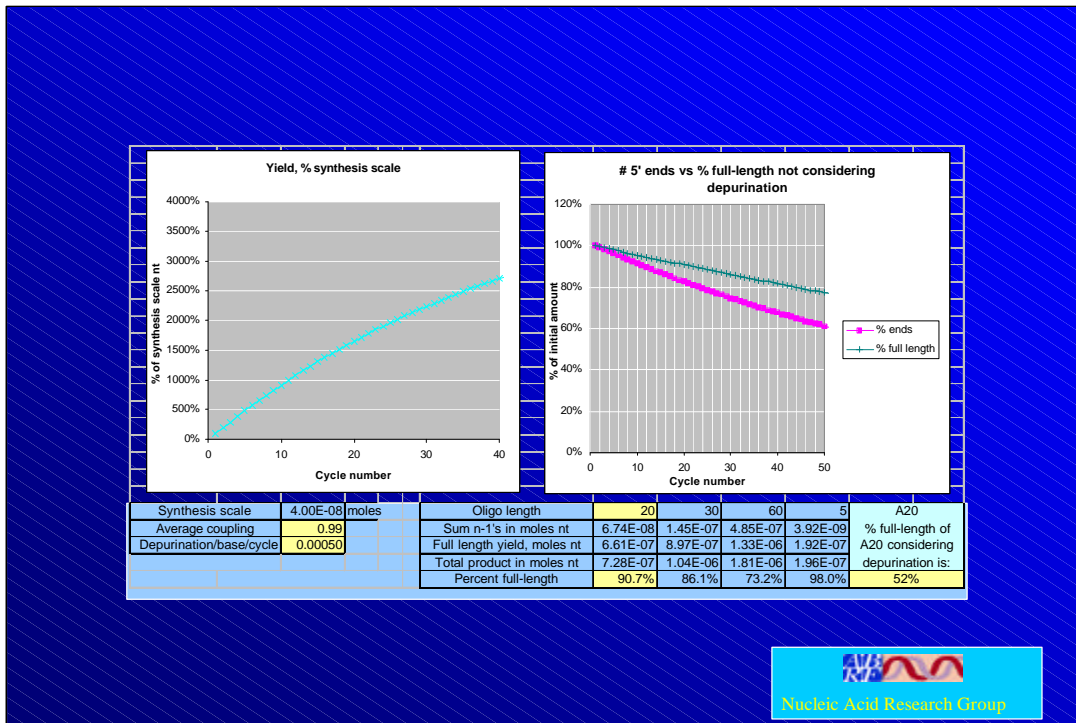 Yield, % synthesis scale
% of synthesis scale nt
4000%
3500%
3000%
2500%
2000%
1500%
1000%
500%
0%
0 10 20 30 40
Cycle number
# 5' ends vs % full-length not considering
depurination
% of initial amount
120%
100%
80%
60%
40%
20%
0%
0 10 20 30 40 50
Cycle number
% ends
% full length
Synthesis scale 4.00E-08 moles
Average coupling 0.99
Depurination/base/cycle 0.00050
Oligo length 20 30 60 5 A20
Sum n-1's in moles nt 6.74E-08 1.45E-07 4.85E-07 3.92E-09 % full-length of
Full length yield, moles nt 6.61E-07 8.97E-07 1.33E-06 1.92E-07 A20 considering
Total product in moles nt 7.28E-07 1.04E-06 1.81E-06 1.96E-07 depurination is:
Percent full-length 90.7% 86.1% 73.2% 98.0% 52%
AB
RF
Nucleic Acid Research Group